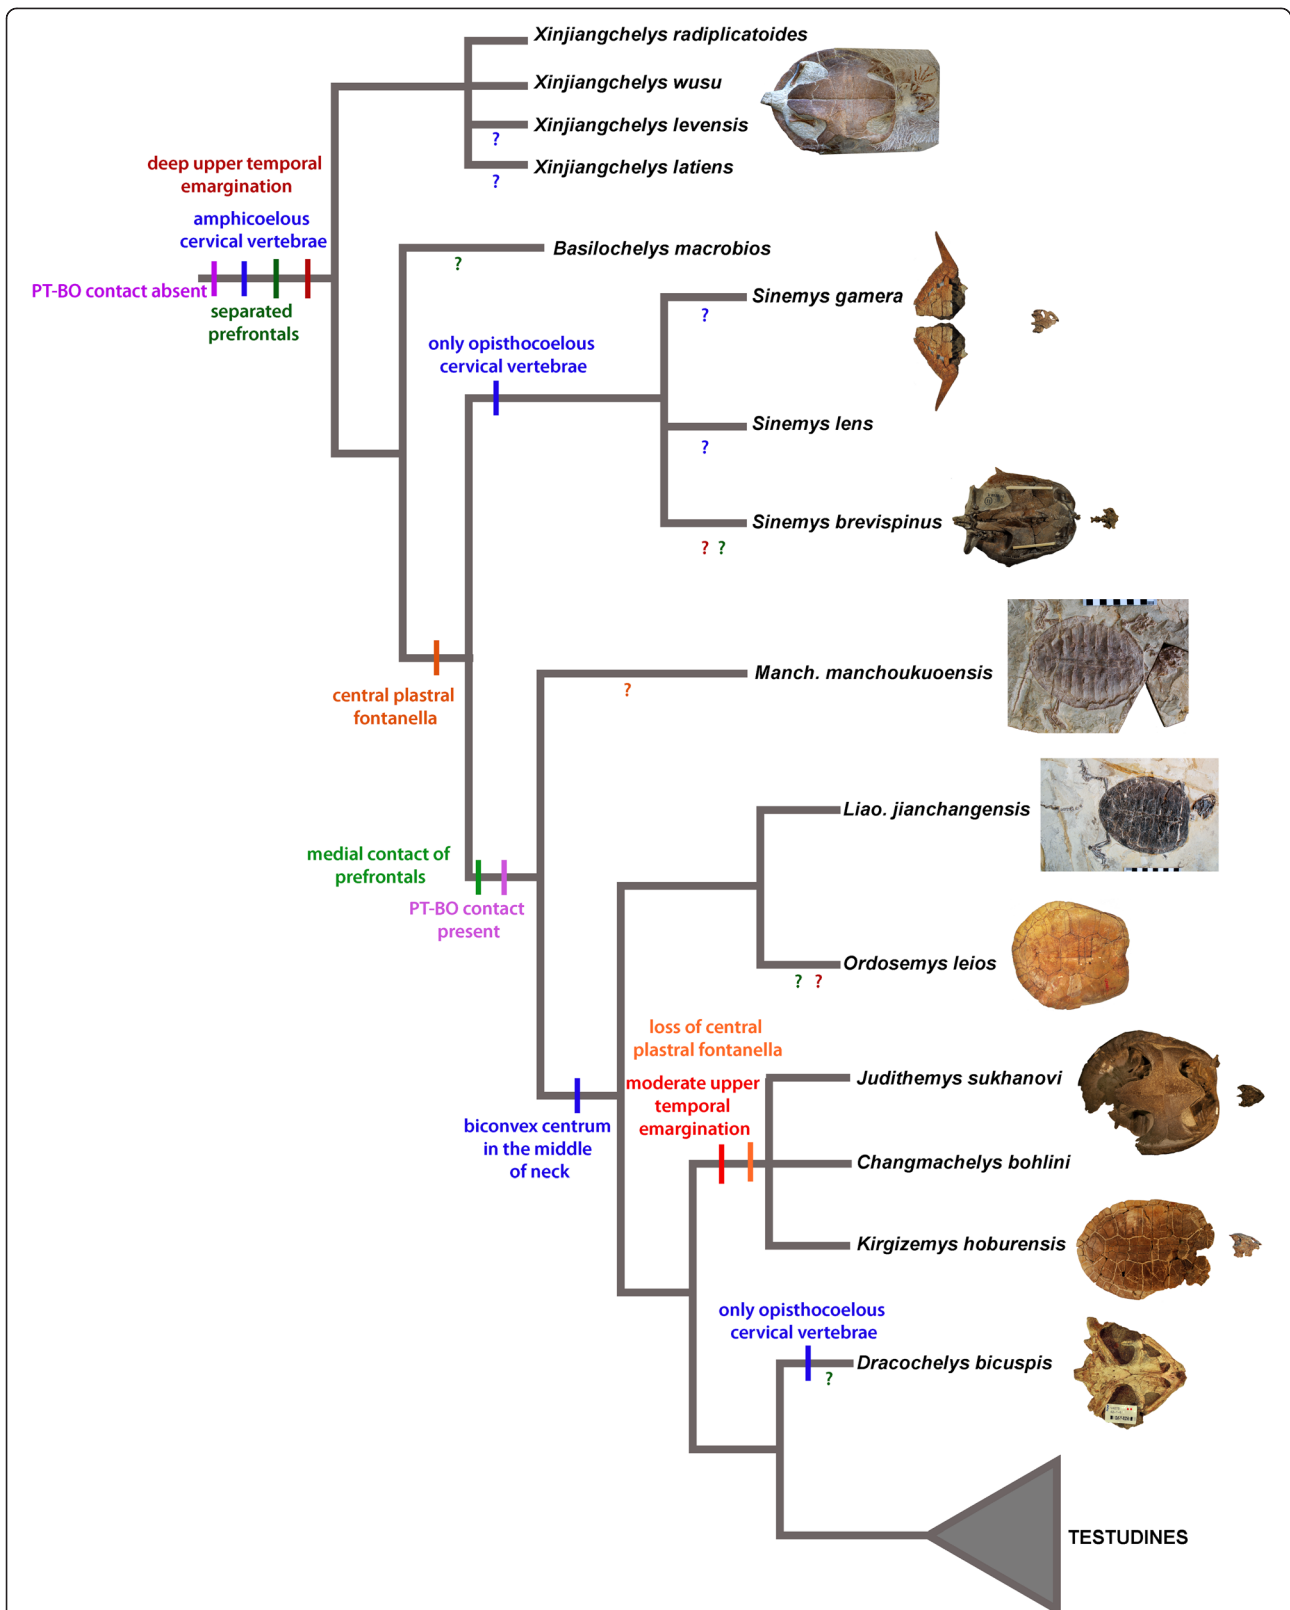 Xinjiangchelys radiplicatoides
Xinjiangchelys wusu
Xinjiangchelys levensis
?
Xinjiangchelys latiens
?
deep upper temporal
emargination
amphicoelous
cervical vertebrae
PT-BO contact absent
separated
prefrontals
Basilochelys macrobios
?
Sinemys gamera
?
only opisthocoelous
cervical vertebrae
Sinemys lens
?
Sinemys brevispinus
? ?
central plastral
fontanella
Manch. manchoukuoensis
?
medial contact of
prefrontals
PT-BO contact
present
Liao. jianchangensis
Ordosemys leios
? ?
loss of central
plastral fontanella
moderate upper
temporal
emargination
Judithemys sukhanovi
biconvex centrum
in the middle
of neck
Changmachelys bohlini
Kirgizemys hoburensis
only opisthocoelous
cervical vertebrae
Dracochelys bicuspis
?
TESTUDINES